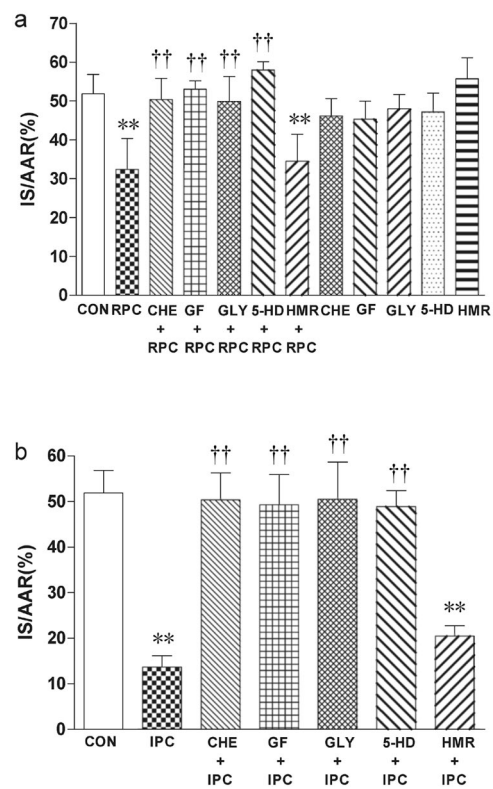 a
IS/AAR(%)
70
60
50
40
30
20
10
0
** †† †† †† †† **
CON RPC CHE GF GLY 5-HD HMR CHE GF GLY 5-HD HMR
+ + + + +
RPC RPC RPC RPC RPC
b
IS/AAR(%)
60
50
40
30
20
10
0
** †† †† †† †† **
CON IPC CHE GF GLY 5-HD HMR
+ + + + +
IPC IPC IPC IPC IPC